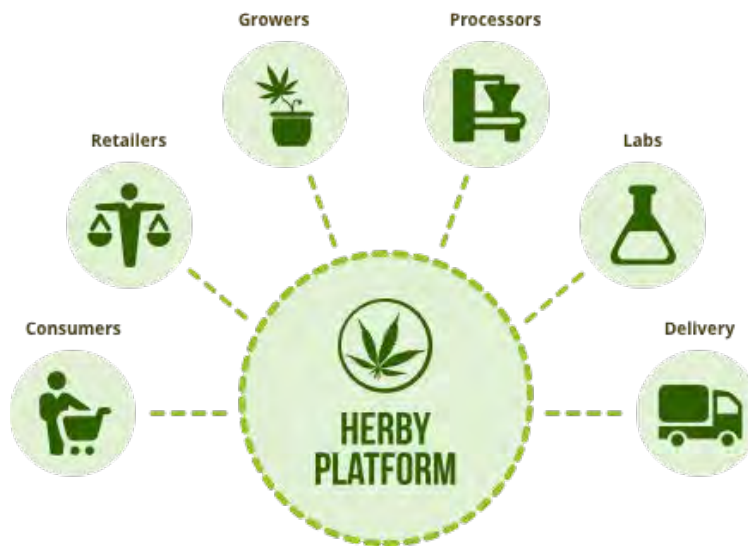 Growers
Processors
Retailers
Labs
Consumers
Delivery
HERBY
PLATFORM